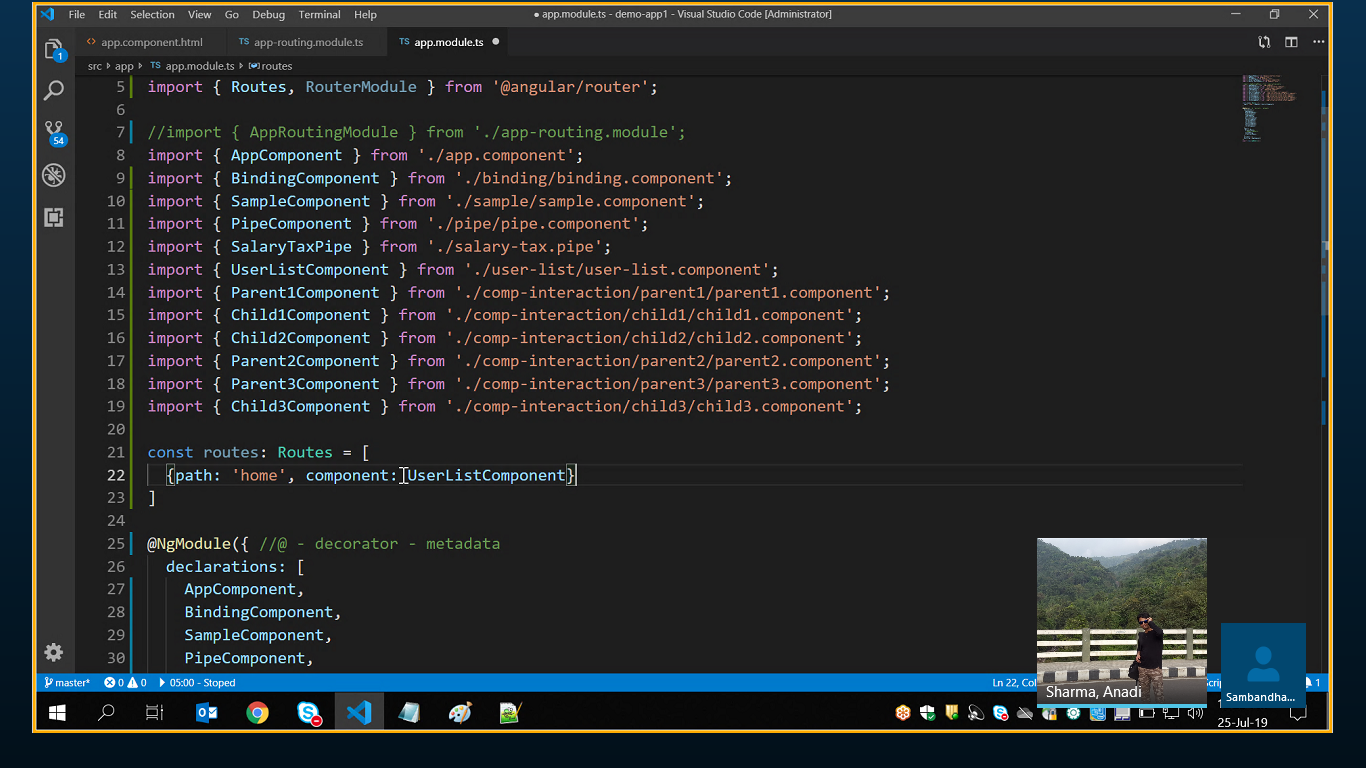 File Edit Selection View Go Debug Terminal Help ● app.module.ts - demo-app1 - Visual Studio Code [Administrator]
<> app.component.html TS app-routing.module.ts TS app.module.ts ●
src > app > TS app.module.ts > routes
5 import { Routes, RouterModule } from '@angular/router';
6
7 //import { AppRoutingModule } from './app-routing.module';
8 import { AppComponent } from './app.component';
9 import { BindingComponent } from './binding/binding.component';
10 import { SampleComponent } from './sample/sample.component';
11 import { PipeComponent } from './pipe/pipe.component';
12 import { SalaryTaxPipe } from './salary-tax.pipe';
13 import { UserListComponent } from './user-list/user-list.component';
14 import { Parent1Component } from './comp-interaction/parent1/parent1.component';
15 import { Child1Component } from './comp-interaction/child1/child1.component';
16 import { Child2Component } from './comp-interaction/child2/child2.component';
17 import { Parent2Component } from './comp-interaction/parent2/parent2.component';
18 import { Parent3Component } from './comp-interaction/parent3/parent3.component';
19 import { Child3Component } from './comp-interaction/child3/child3.component';
20
21 const routes: Routes = [
22 {path: 'home', component: UserListComponent}
23 ]
24
25 @NgModule({ //@ - decorator - metadata
26 declarations: [
27 AppComponent,
28 BindingComponent,
29 SampleComponent,
30 PipeComponent,
1
54
Sharma, Anadi
Sambandha...
master* 0 0 05:00 - Stoped Ln 22, 1
25-Jul-19